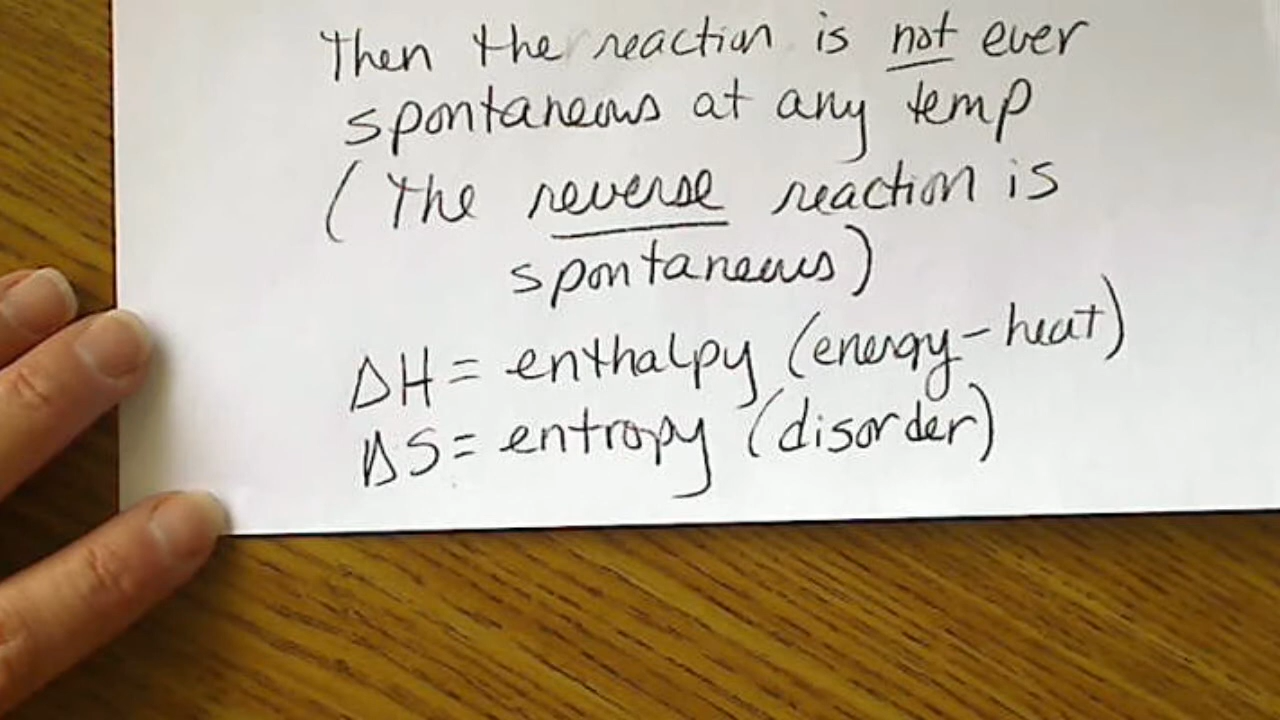 Then the reaction is not ever
spontaneous at any temp
(The reverse reaction is
spontaneous)
ΔH = enthalpy (energy - heat)
ΔS = entropy (disorder)